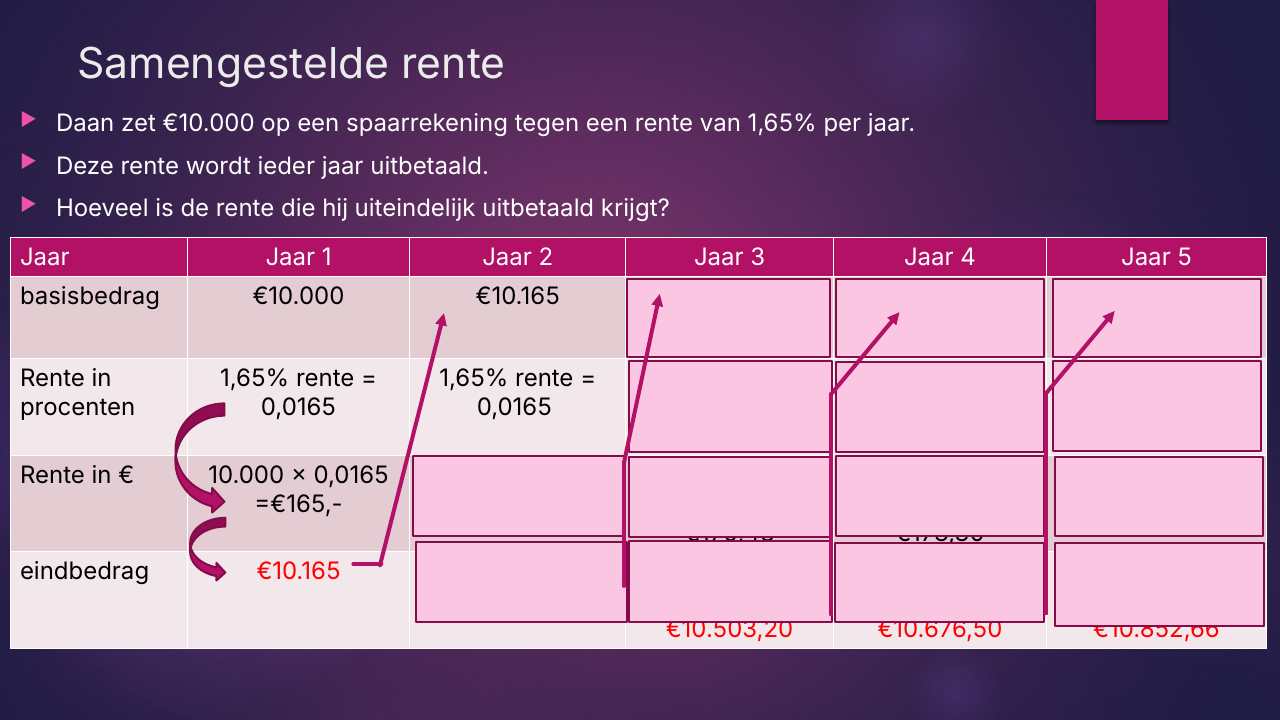 Samengestelde rente
Daan zet €10.000 op een spaarrekening tegen een rente van 1,65% per jaar.
Deze rente wordt ieder jaar uitbetaald.
Hoeveel is de rente die hij uiteindelijk uitbetaald krijgt?
Jaar Jaar 1 Jaar 2 Jaar 3 Jaar 4 Jaar 5
basisbedrag €10.000 €10.165
Rente in 1,65% rente = 1,65% rente =
procenten 0,0165 0,0165
Rente in € 10.000 × 0,0165
=€165,-
eindbedrag €10.165
€10.503,20 €10.676,50 €10.852,66